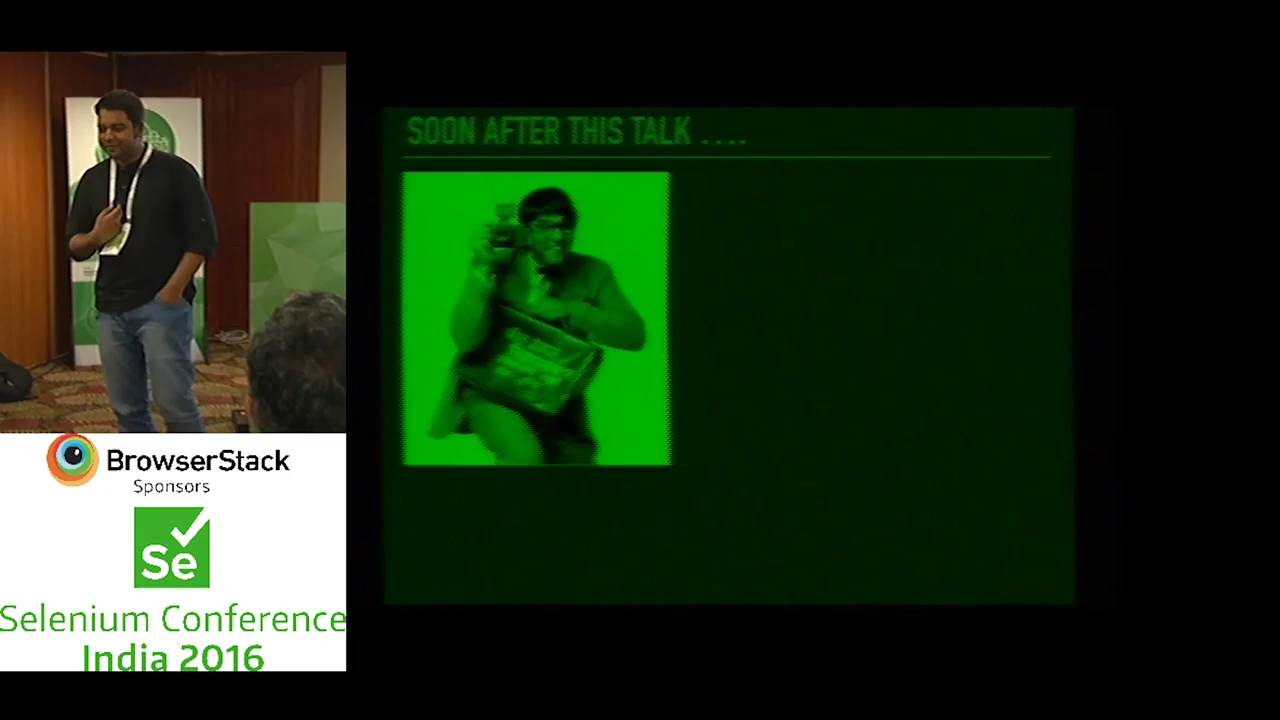 SOON AFTER THIS TALK ....
BrowserStack
Sponsors
Se
Selenium Conference
India 2016